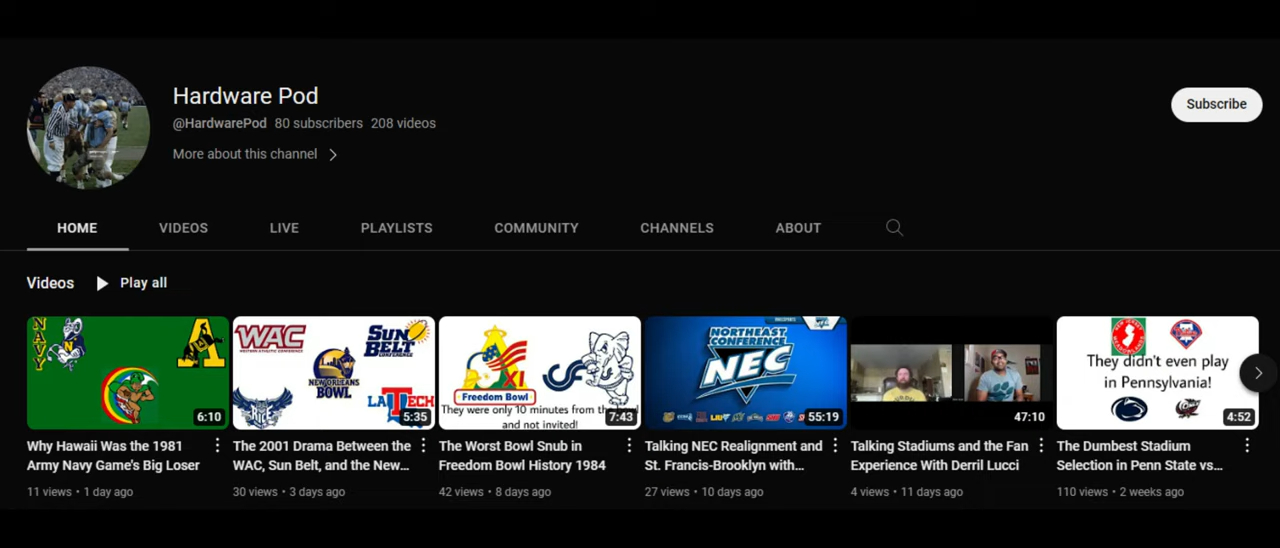 Hardware Pod
@HardwarePod 80 subscribers 208 videos
More about this channel
Subscribe
HOME VIDEOS LIVE PLAYLISTS COMMUNITY CHANNELS ABOUT
Videos Play all
NAVY
N
A
6:10
WAC
WESTERN ATHLETIC CONFERENCE
SUN BELT
CONFERENCE
NEW ORLEANS
BOWL
RICE
LA TECH
5:35
XI
Freedom Bowl
They were only 10 minutes from the
and not invited!
7:43
NORTHEAST
CONFERENCE
NEC
55:19
47:10
They didn't even play
in Pennsylvania!
4:52
Why Hawaii Was the 1981
Army Navy Game's Big Loser
11 views • 1 day ago
The 2001 Drama Between the
WAC, Sun Belt, and the New...
30 views • 3 days ago
The Worst Bowl Snub in
Freedom Bowl History 1984
42 views • 8 days ago
Talking NEC Realignment and
St. Francis-Brooklyn with...
27 views • 10 days ago
Talking Stadiums and the Fan
Experience With Derril Lucci
4 views • 11 days ago
The Dumbest Stadium
Selection in Penn State vs...
110 views • 2 weeks ago